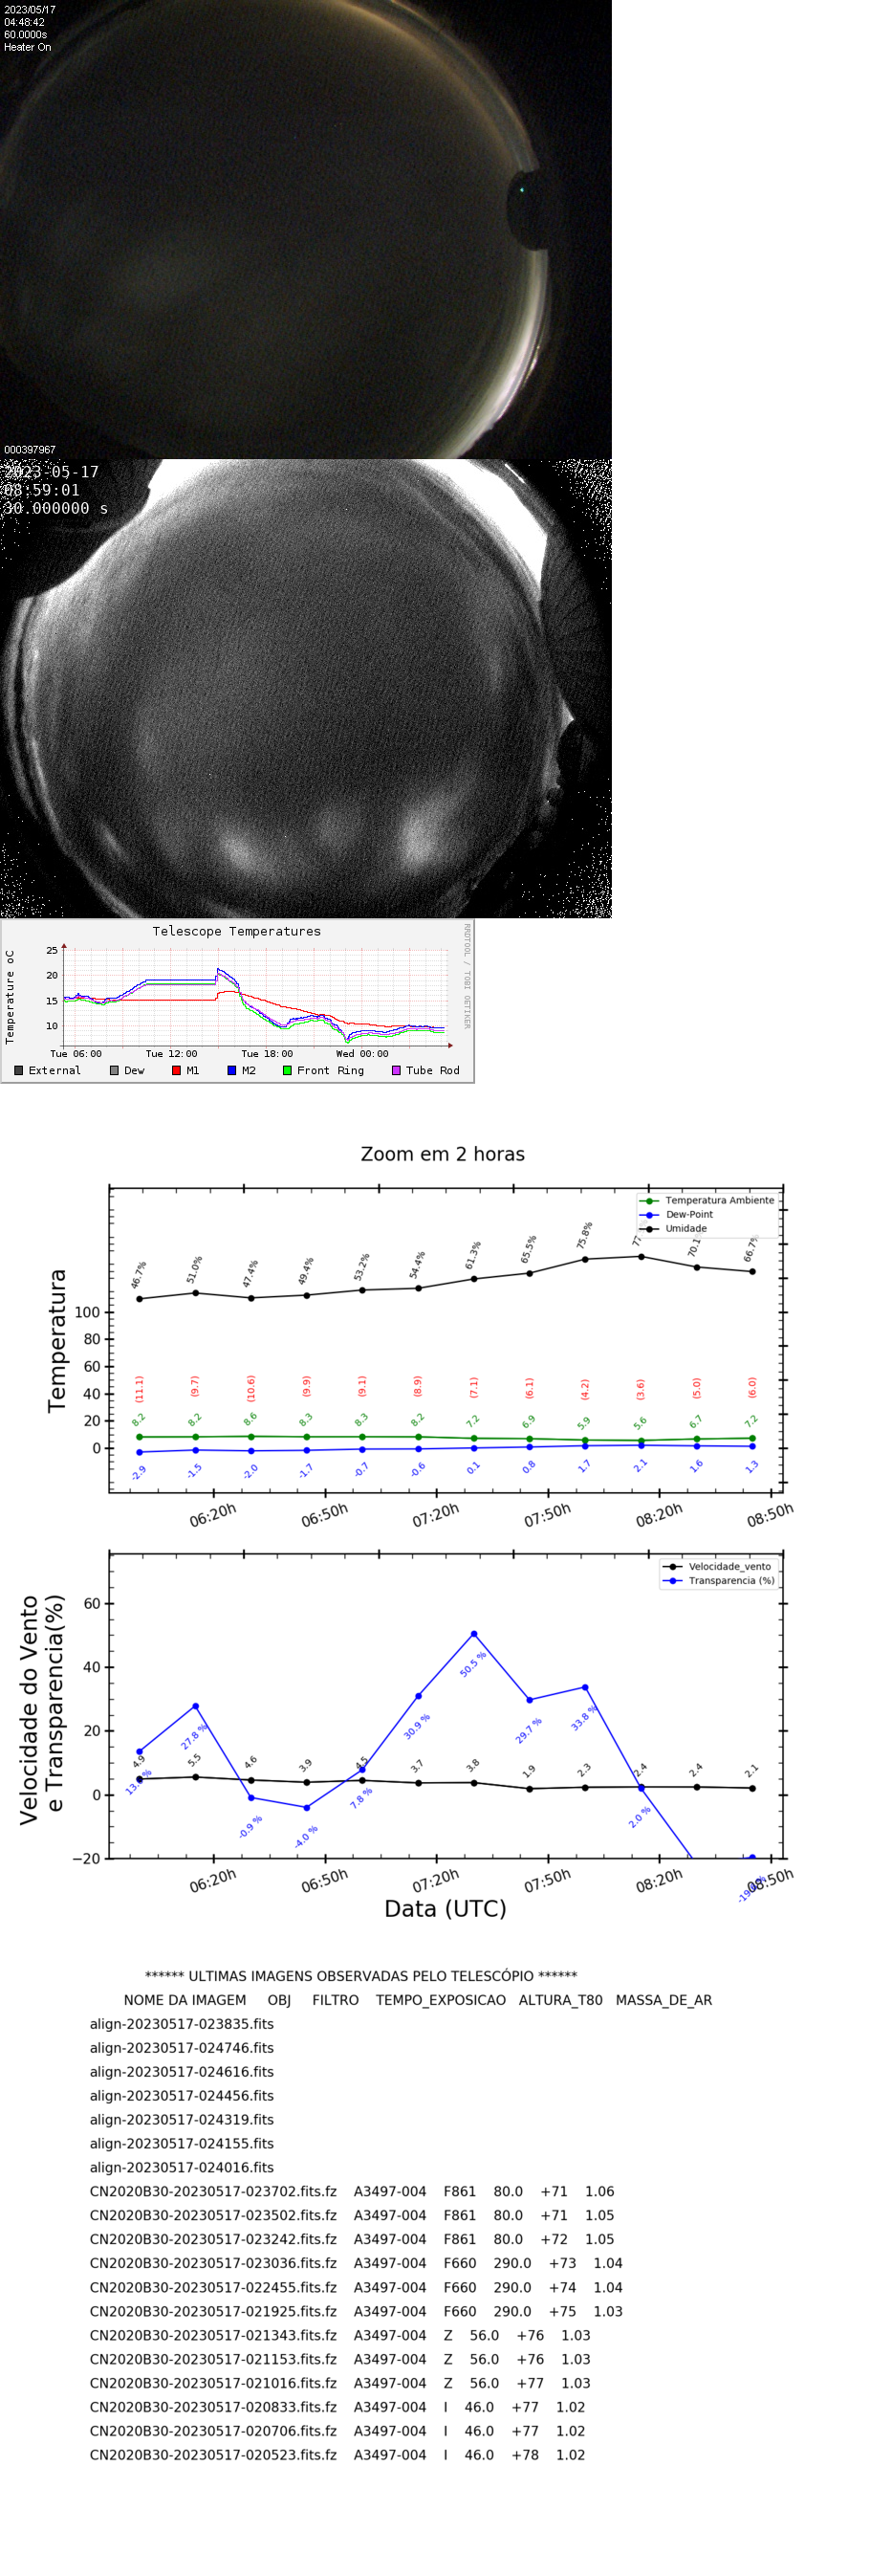 2023/05/17
04:48:42
60.0000s
Heater On
000397967
2023-05-17
08:59:01
30.000000 s
Telescope Temperatures
RRDTOOL / TOBI OETIKER
Temperature oC
25
20
15
10
Tue 06:00 Tue 12:00 Tue 18:00 Wed 00:00
External Dew M1 M2 Front Ring Tube Rod
Zoom em 2 horas
Temperatura Ambiente
Dew-Point
Umidade
46.7% 51.0% 47.4% 49.4% 53.2% 54.4% 61.3% 65.5% 75.8% 70.1% 66.7%
Temperatura
100
80
60
40
20
0
(11.1) (9.7) (10.6) (9.9) (9.1) (8.9) (7.1) (6.1) (4.2) (3.6) (5.0) (6.0)
8.2 8.2 8.6 8.3 8.3 8.2 7.2 6.9 5.9 5.6 6.7 7.2
-2.9 -1.5 -2.0 -1.7 -0.7 -0.6 0.1 0.8 1.7 2.1 1.6 1.3
06:20h 06:50h 07:20h 07:50h 08:20h 08:50h
Velocidade_vento
Transparencia (%)
Velocidade do Vento
e Transparencia(%)
60
40
20
0
−20
4.9 5.5 4.6 3.9 4.5 3.7 3.8 1.9 2.3 2.4 2.4 2.1
27.8 % -0.9 % -4.0 % 7.8 % 30.9 % 50.5 % 29.7 % 33.8 % 2.0 %
06:20h 06:50h 07:20h 07:50h 08:20h 08:50h
Data (UTC)
****** ULTIMAS IMAGENS OBSERVADAS PELO TELESCÓPIO ******
NOME DA IMAGEM OBJ FILTRO TEMPO_EXPOSICAO ALTURA_T80 MASSA_DE_AR
align-20230517-023835.fits
align-20230517-024746.fits
align-20230517-024616.fits
align-20230517-024456.fits
align-20230517-024319.fits
align-20230517-024155.fits
align-20230517-024016.fits
CN2020B30-20230517-023702.fits.fz A3497-004 F861 80.0 +71 1.06
CN2020B30-20230517-023502.fits.fz A3497-004 F861 80.0 +71 1.05
CN2020B30-20230517-023242.fits.fz A3497-004 F861 80.0 +72 1.05
CN2020B30-20230517-023036.fits.fz A3497-004 F660 290.0 +73 1.04
CN2020B30-20230517-022455.fits.fz A3497-004 F660 290.0 +74 1.04
CN2020B30-20230517-021925.fits.fz A3497-004 F660 290.0 +75 1.03
CN2020B30-20230517-021343.fits.fz A3497-004 Z 56.0 +76 1.03
CN2020B30-20230517-021153.fits.fz A3497-004 Z 56.0 +76 1.03
CN2020B30-20230517-021016.fits.fz A3497-004 Z 56.0 +77 1.03
CN2020B30-20230517-020833.fits.fz A3497-004 I 46.0 +77 1.02
CN2020B30-20230517-020706.fits.fz A3497-004 I 46.0 +77 1.02
CN2020B30-20230517-020523.fits.fz A3497-004 I 46.0 +78 1.02